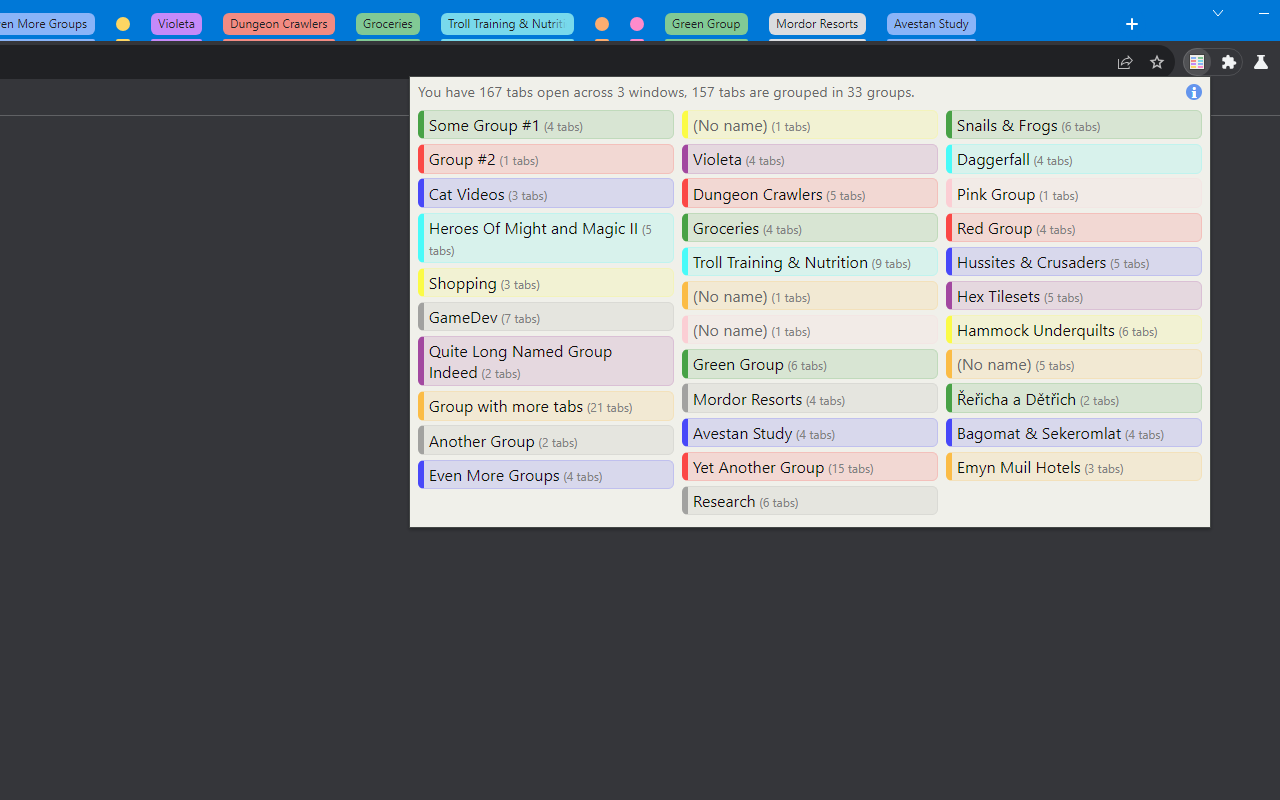 en More Groups
Violeta
Dungeon Crawlers
Groceries
Troll Training & Nutriti
Green Group
Mordor Resorts
Avestan Study
You have 167 tabs open across 3 windows, 157 tabs are grouped in 33 groups.
Some Group #1 (4 tabs)
Group #2 (1 tabs)
Cat Videos (3 tabs)
Heroes Of Might and Magic II (5
tabs)
Shopping (3 tabs)
GameDev (7 tabs)
Quite Long Named Group
Indeed (2 tabs)
Group with more tabs (21 tabs)
Another Group (2 tabs)
Even More Groups (4 tabs)
(No name) (1 tabs)
Violeta (4 tabs)
Dungeon Crawlers (5 tabs)
Groceries (4 tabs)
Troll Training & Nutrition (9 tabs)
(No name) (1 tabs)
(No name) (1 tabs)
Green Group (6 tabs)
Mordor Resorts (4 tabs)
Avestan Study (4 tabs)
Yet Another Group (15 tabs)
Research (6 tabs)
Snails & Frogs (6 tabs)
Daggerfall (4 tabs)
Pink Group (1 tabs)
Red Group (4 tabs)
Hussites & Crusaders (5 tabs)
Hex Tilesets (5 tabs)
Hammock Underquilts (6 tabs)
(No name) (5 tabs)
Řeřicha a Dětřich (2 tabs)
Bagomat & Sekeromlat (4 tabs)
Emyn Muil Hotels (3 tabs)